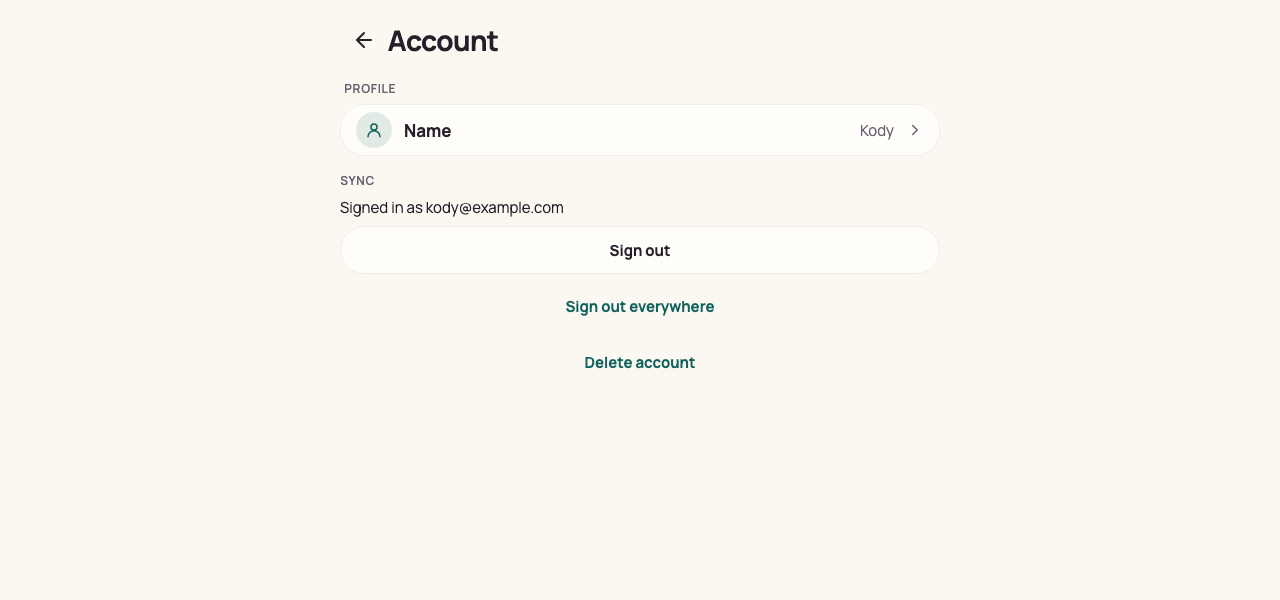 Account
PROFILE
Name
Kody
SYNC
Signed in as kody@example.com
Sign out
Sign out everywhere
Delete account